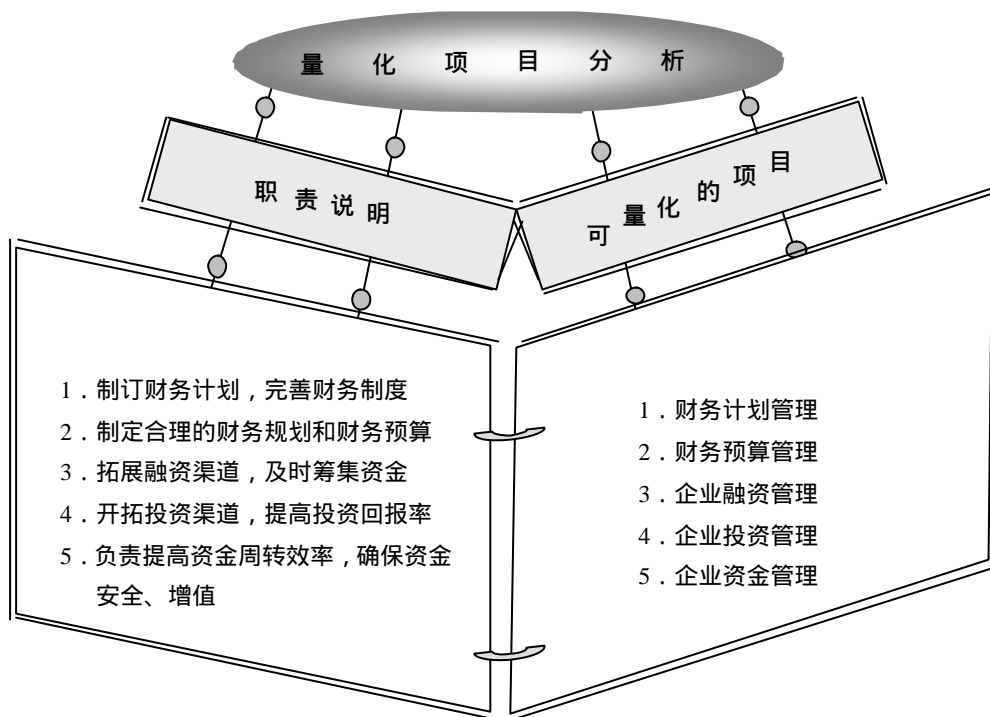 量化项目分析
职责说明
可量化的项目
1．制订财务计划，完善财务制度
2．制定合理的财务规划和财务预算
3．拓展融资渠道，及时筹集资金
4．开拓投资渠道，提高投资回报率
5．负责提高资金周转效率，确保资金
安全、增值
1．财务计划管理
2．财务预算管理
3．企业融资管理
4．企业投资管理
5．企业资金管理